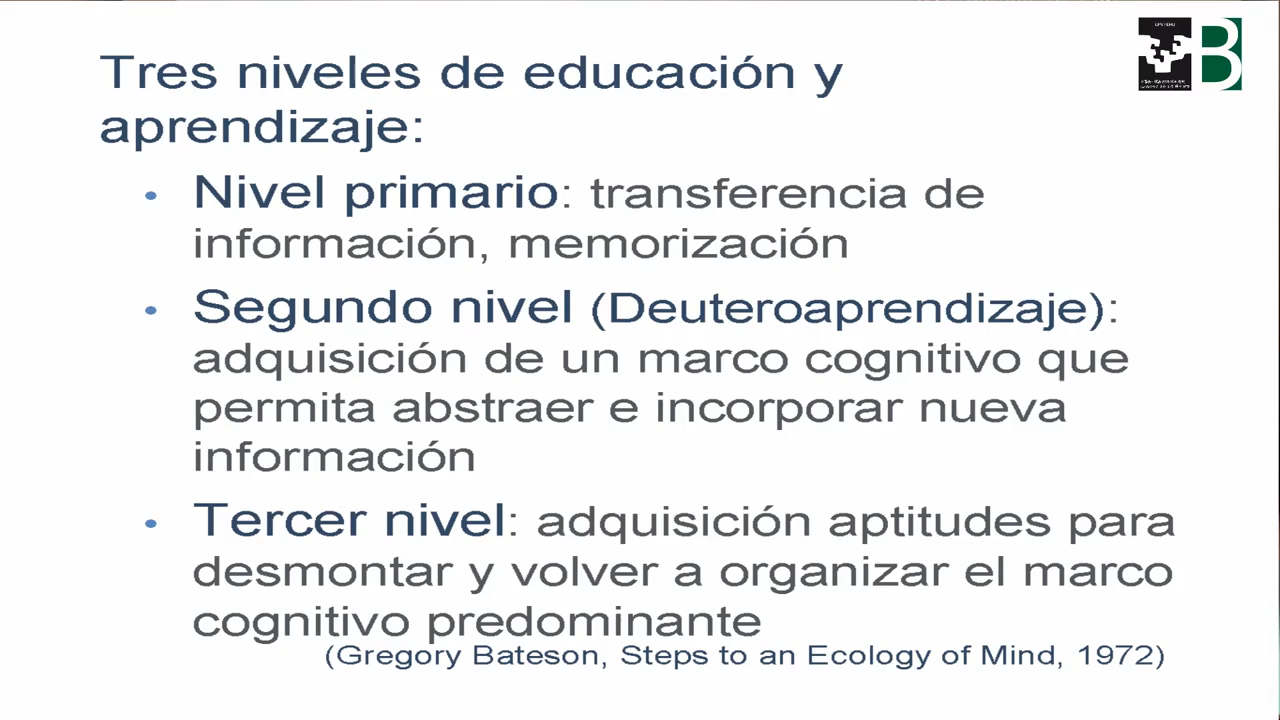 Tres niveles de educación y
aprendizaje:
• Nivel primario: transferencia de
información, memorización
• Segundo nivel (Deuteroaprendizaje):
adquisición de un marco cognitivo que
permita abstraer e incorporar nueva
información
• Tercer nivel: adquisición aptitudes para
desmontar y volver a organizar el marco
cognitivo predominante
(Gregory Bateson, Steps to an Ecology of Mind, 1972)
B